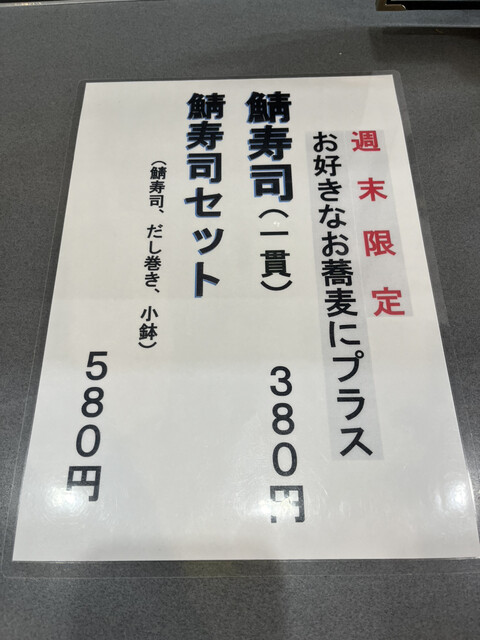 週末限定
お好きなお蕎麦にプラス
鯖寿司(一貫) 380円
鯖寿司セット
(鯖寿司、だし巻き、小鉢) 580円